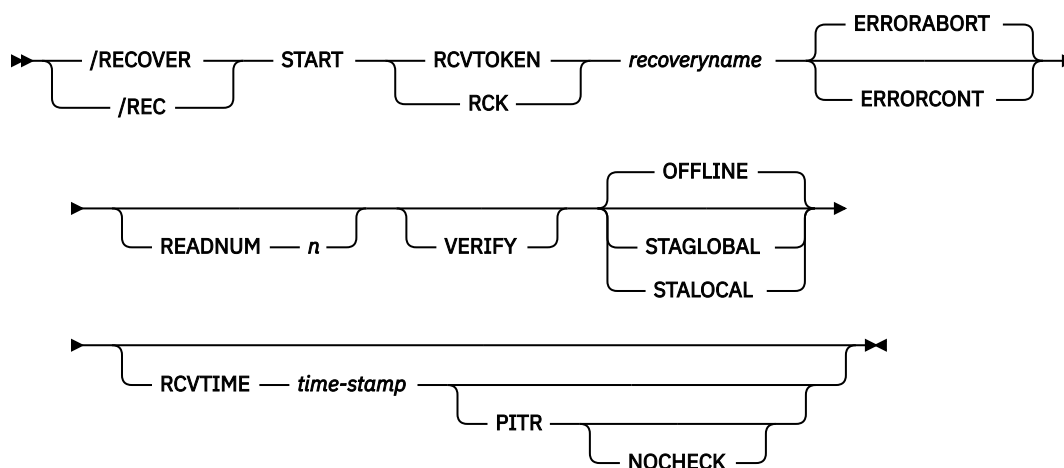 ERRORABORT
/RECOVER START RCVTOKEN recoveryname
/REC RCK ERRORCONT
OFFLINE
READNUM n VERIFY STAGLOBAL
STALOCAL
RCVTIME time-stamp
PITR
NOCHECK